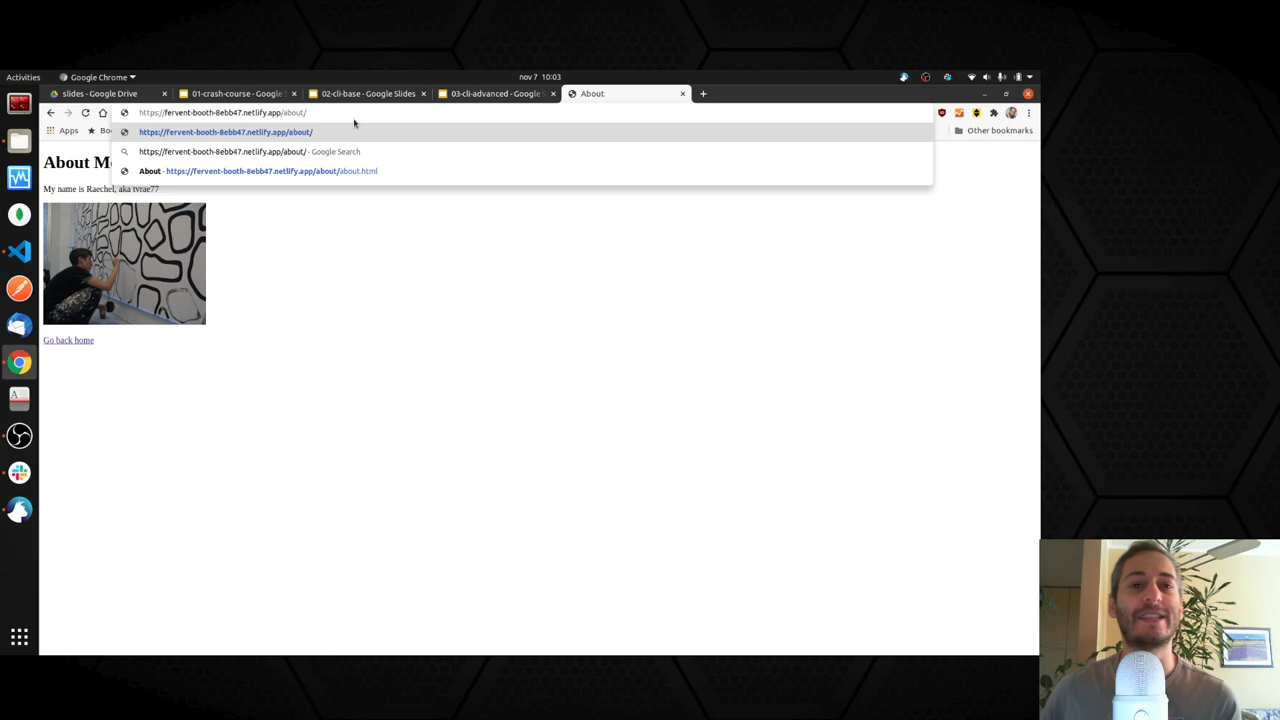 Activities
Google Chrome
nov 7 10:03
slides - Google Drive
01-crash-course - Google S
02-cli-base - Google Slides
03-cli-advanced - Google S
About
https://fervent-booth-8ebb47.netlify.app/about/
Apps
Boo
Other bookmarks
https://fervent-booth-8ebb47.netlify.app/about/
https://fervent-booth-8ebb47.netlify.app/about/ - Google Search
About - https://fervent-booth-8ebb47.netlify.app/about/about.html
About M
My name is Raechel, aka tvrae77
Go back home